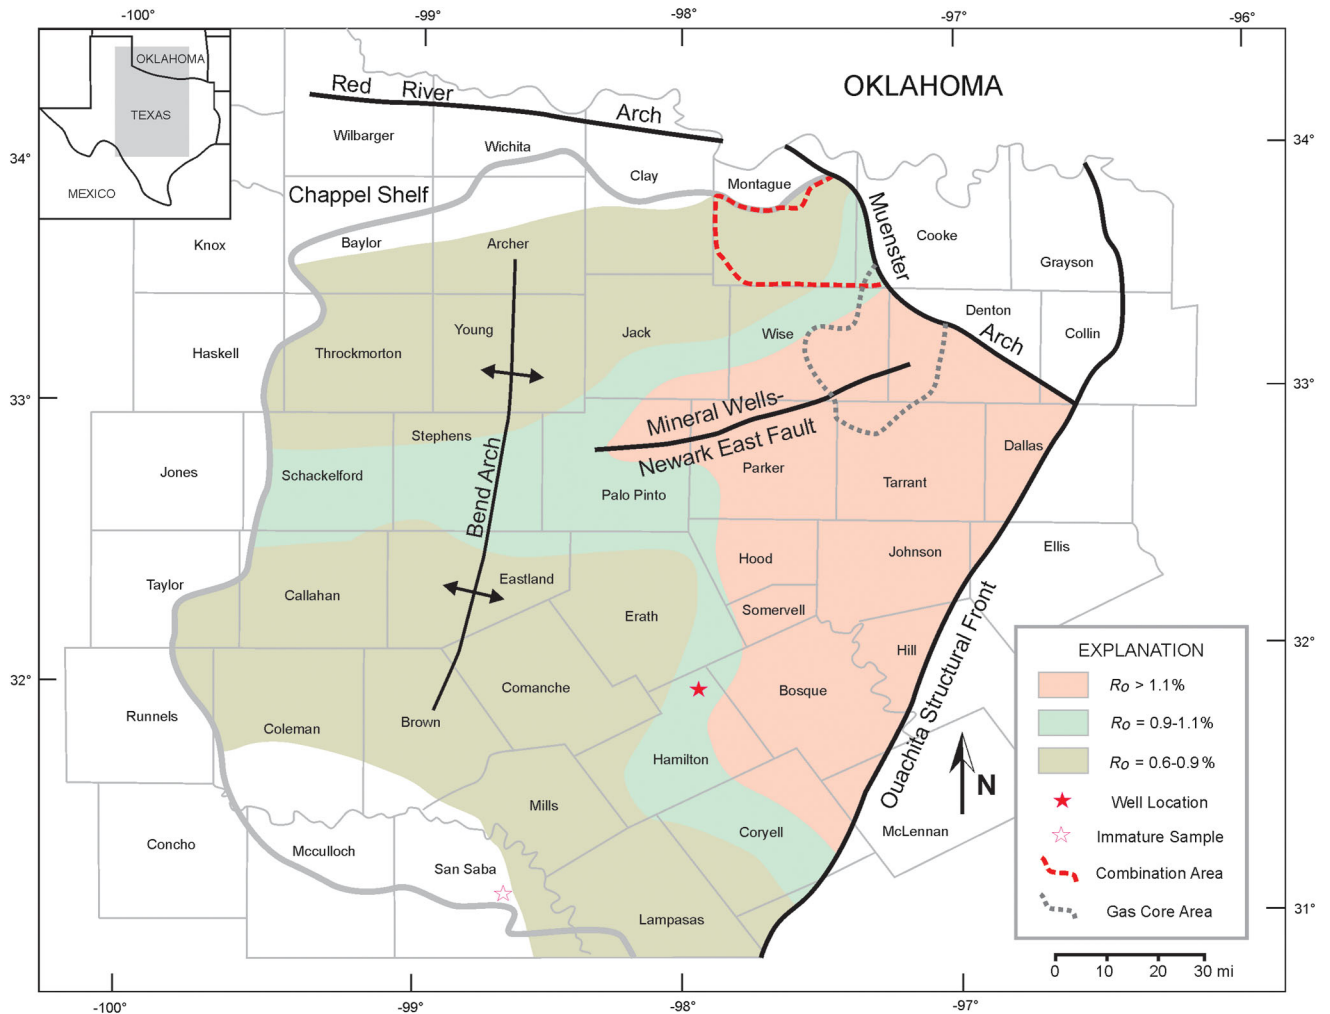 -100°
-99°
-98°
-97°
-96°
OKLAHOMA
TEXAS
MEXICO
Red River Arch
OKLAHOMA
Wilbarger
Wichita
Clay
Montague
34°
34°
Chappel Shelf
Muenster
Arch
Knox
Baylor
Archer
Cooke
Grayson
Haskell
Throckmorton
Young
Jack
Wise
Denton
Collin
33°
33°
Mineral Wells-
Newark East Fault
Jones
Schackelford
Stephens
Bend Arch
Palo Pinto
Parker
Tarrant
Dallas
Taylor
Callahan
Eastland
Erath
Hood
Somervell
Johnson
Ellis
32°
32°
Runnels
Coleman
Brown
Comanche
Hamilton
Bosque
Hill
Ouachita Structural Front
Concho
Mcculloch
San Saba
Mills
Lampasas
Coryell
McLennan
N
31°
EXPLANATION
Ro > 1.1%
Ro = 0.9-1.1%
Ro = 0.6-0.9%
Well Location
Immature Sample
Combination Area
Gas Core Area
0 10 20 30 mi
-100°
-99°
-98°
-97°